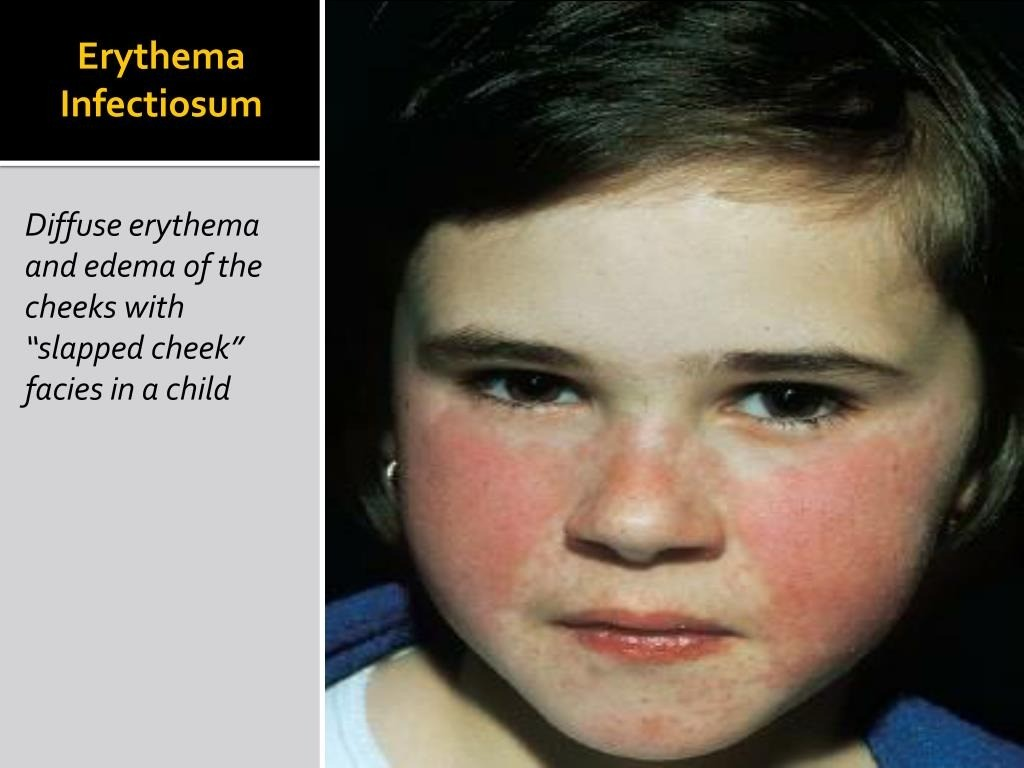 Erythema
Infectiosum
Diffuse erythema
and edema of the
cheeks with
“slapped cheek”
facies in a child